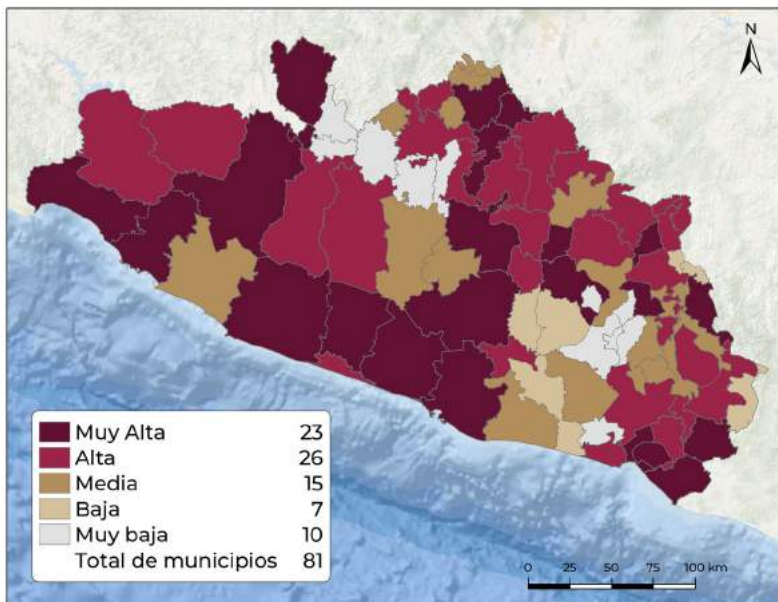 N
Muy Alta 23
Alta 26
Media 15
Baja 7
Muy baja 10
Total de municipios 81
0 25 50 75 100 km